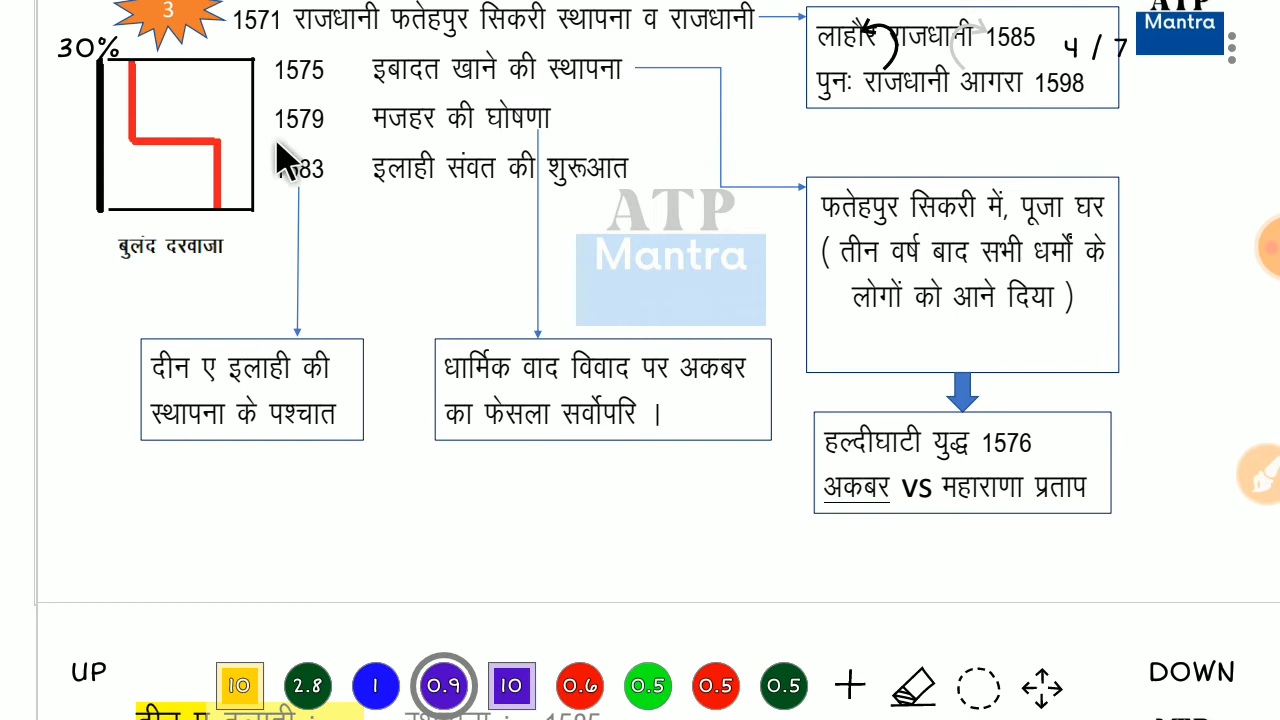 3
1571 राजधानी फतेहपुर सिकरी स्थापना व राजधानी
लाहौर राजधानी 1585
पुनः राजधानी आगरा 1598
4 / 7
ATP
Mantra
30%
1575 इबादत खाने की स्थापना
1579 मजहर की घोषणा
83 इलाही संवत की शुरूआत
बुलंद दरवाजा
ATP
Mantra
फतेहपुर सिकरी में, पूजा घर
( तीन वर्ष बाद सभी धर्मों के
लोगों को आने दिया )
दीन ए इलाही की
स्थापना के पश्चात
धार्मिक वाद विवाद पर अकबर
का फेसला सर्वोपरि ।
हल्दीघाटी युद्ध 1576
अकबर VS महाराणा प्रताप
UP
10 2.8 1 0.9 10 0.6 0.5 0.5 0.5
DOWN